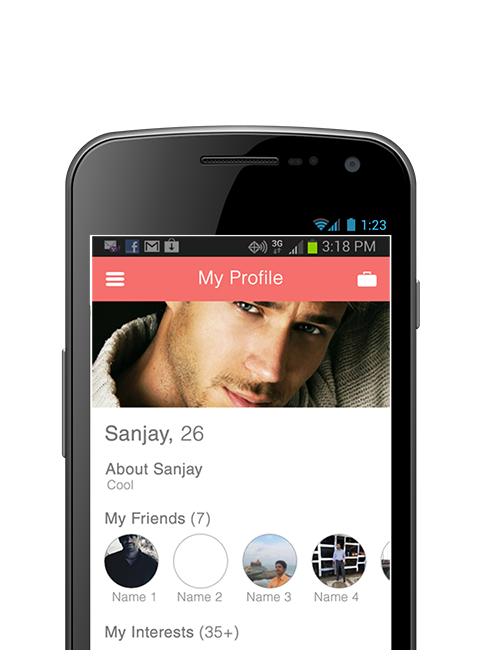 1:23
3G 3:18 PM
My Profile
Sanjay, 26
About Sanjay
Cool
My Friends (7)
Name 1 Name 2 Name 3 Name 4
My Interests (35+)